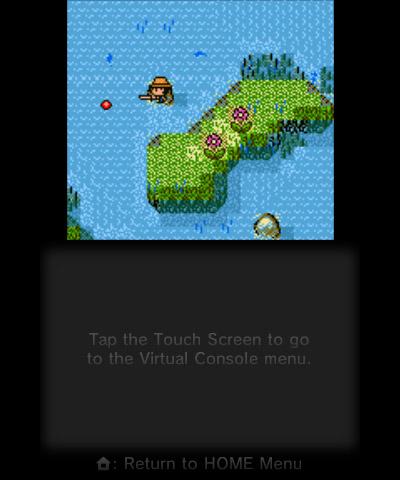 Tap the Touch Screen to go
to the Virtual Console menu.
: Return to HOME Menu